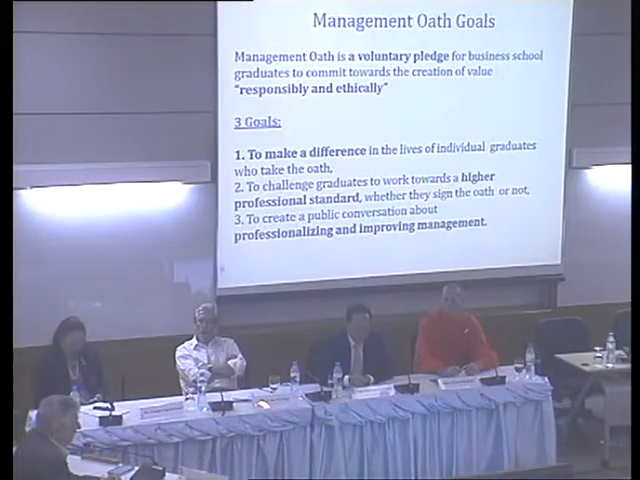 Management Oath Goals
Management Oath is a voluntary pledge for business school
graduates to commit towards the creation of value
"responsibly and ethically"
3 Goals:
1. To make a difference in the lives of individual graduates
who take the oath,
2. To challenge graduates to work towards a higher
professional standard, whether they sign the oath or not,
3. To create a public conversation about
professionalizing and improving management.